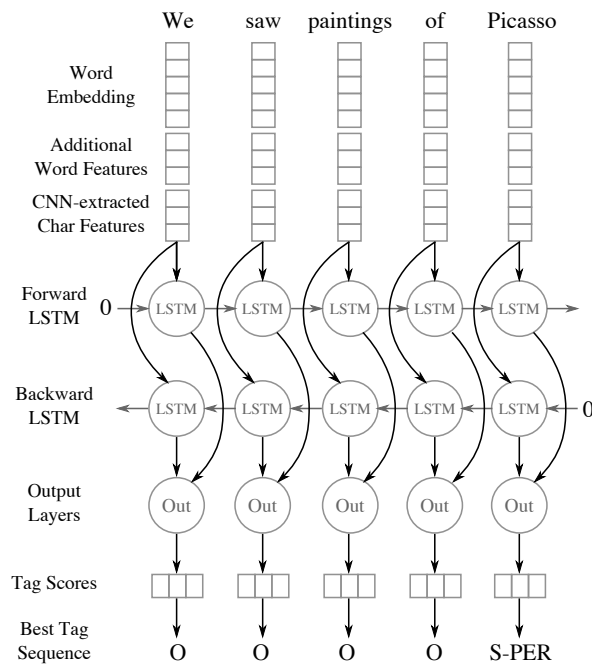 We saw paintings of Picasso
Word
Embedding
Additional
Word Features
CNN-extracted
Char Features
Forward
LSTM
0 LSTM LSTM LSTM LSTM LSTM
Backward
LSTM
LSTM LSTM LSTM LSTM LSTM 0
Output
Layers
Out Out Out Out Out
Tag Scores
Best Tag
Sequence
O O O O S-PER